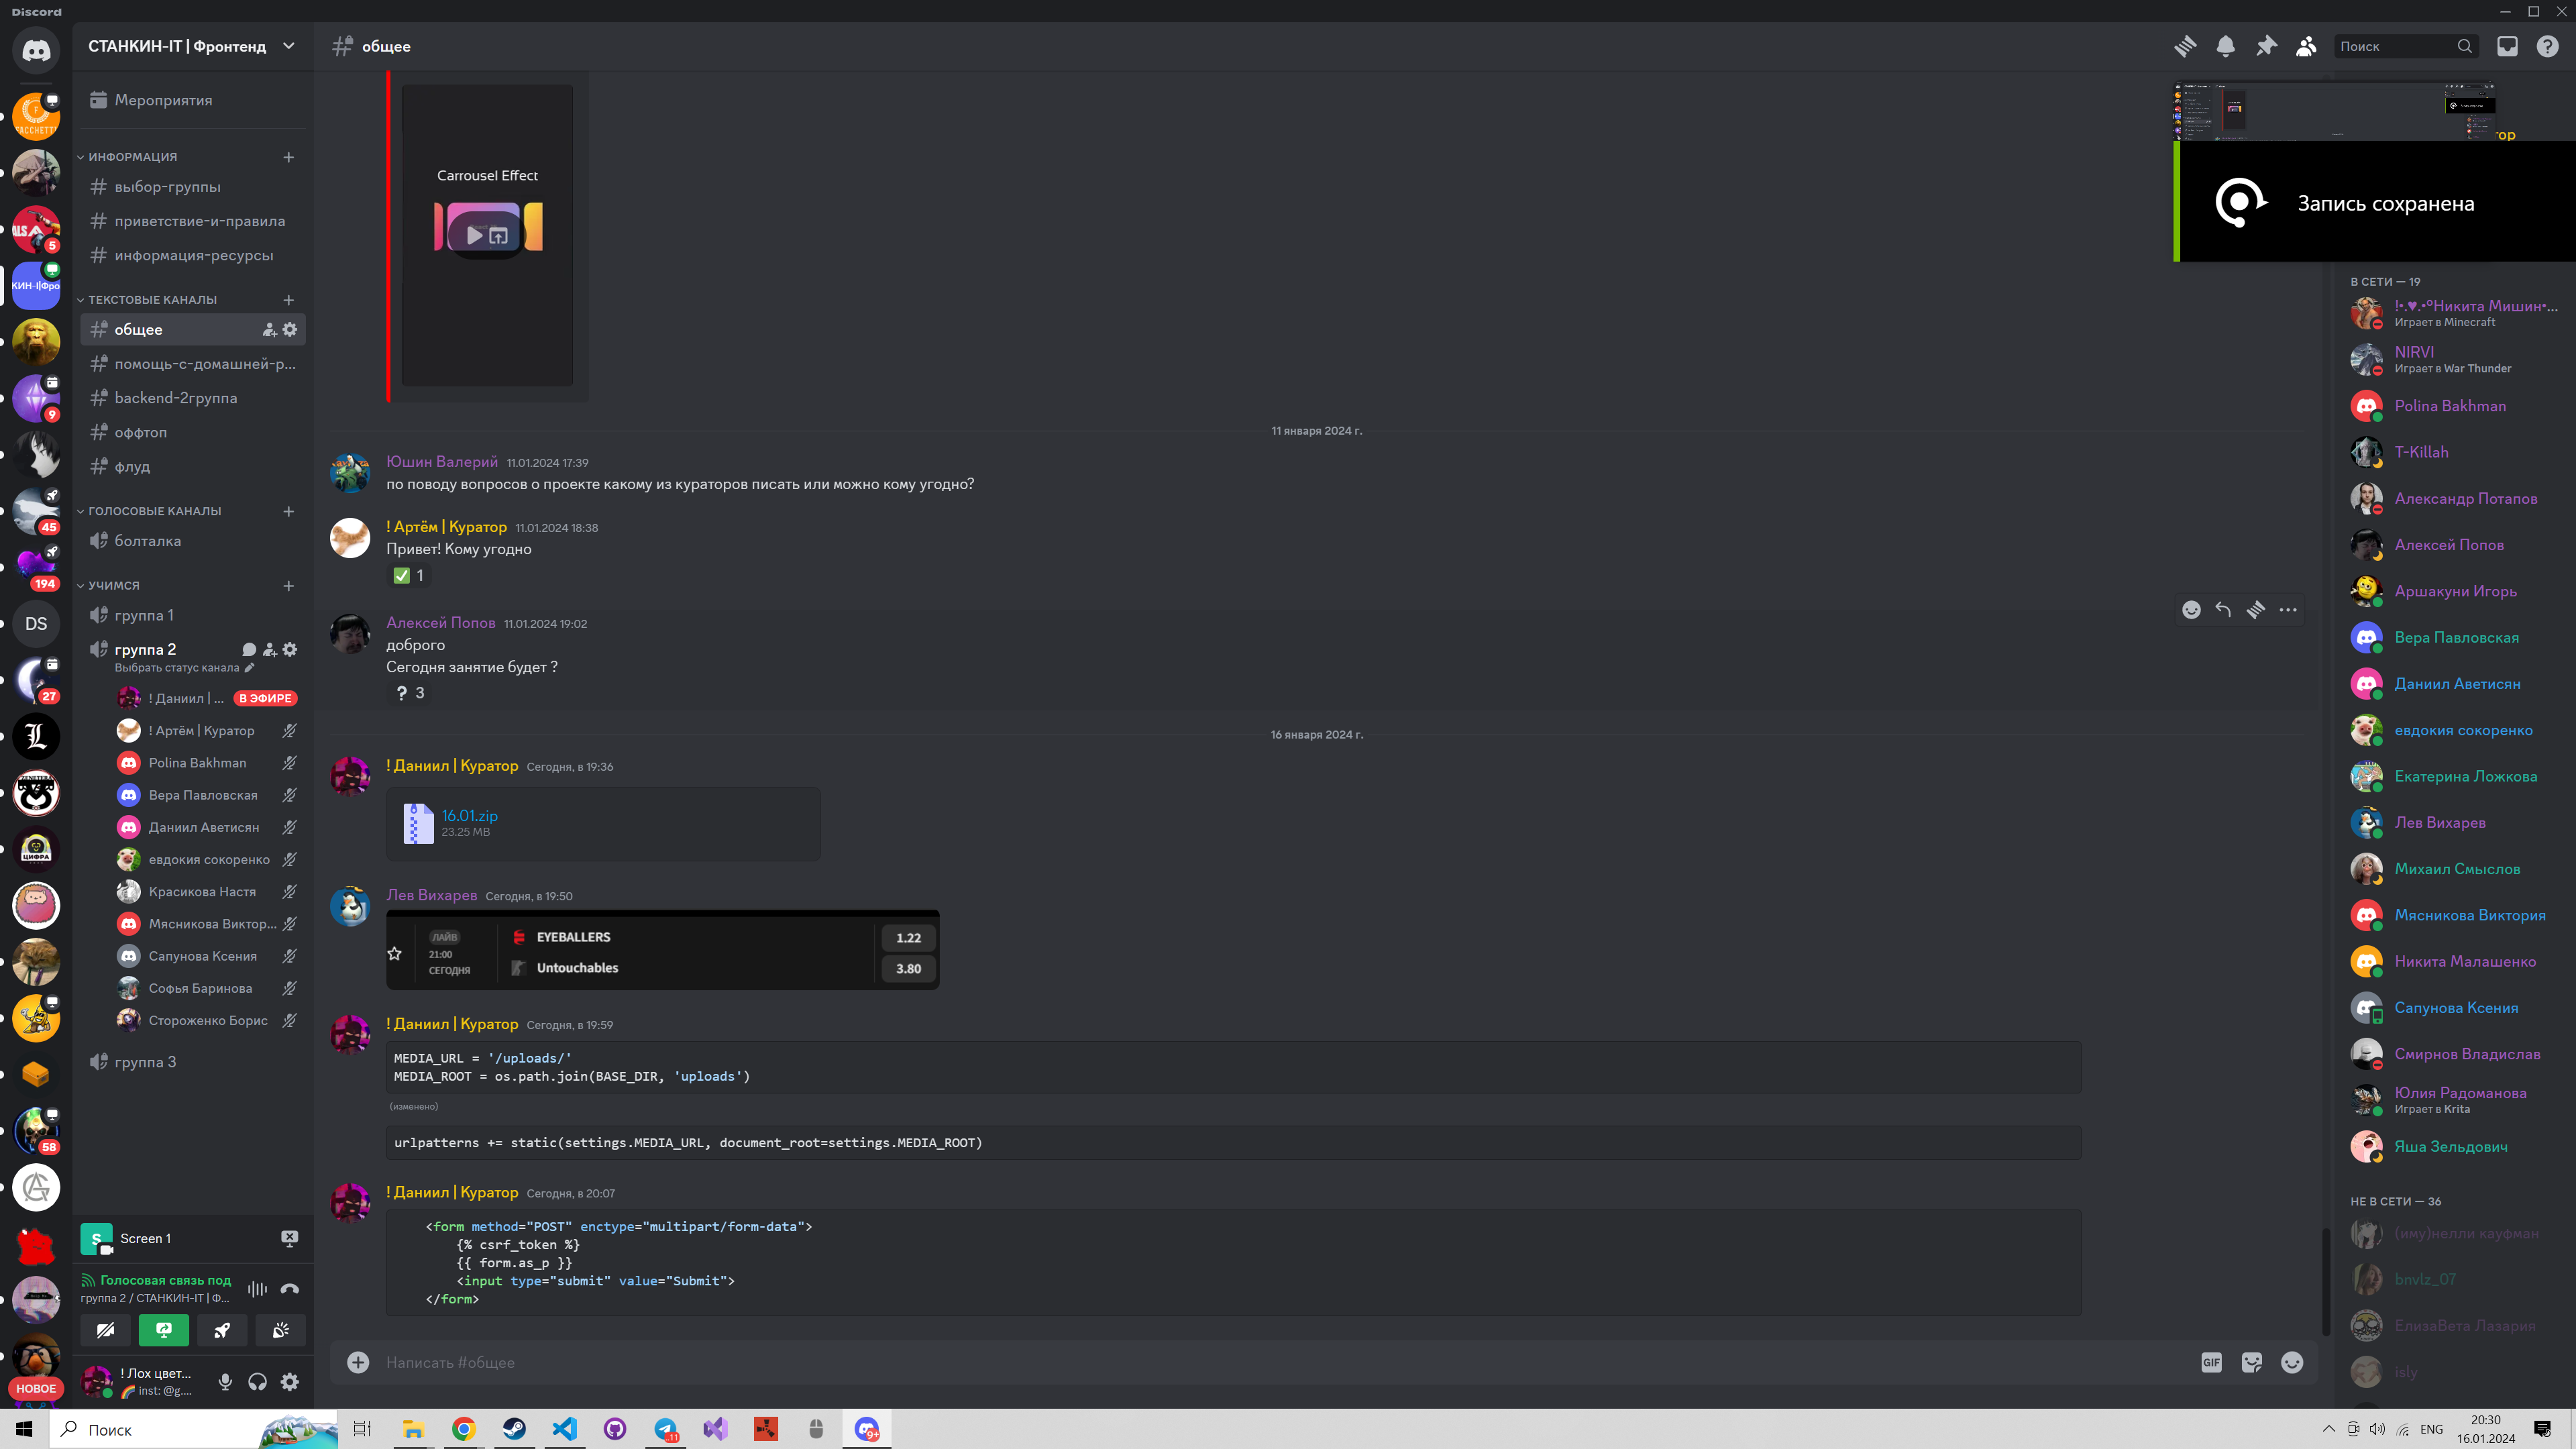 Discord
СТАНКИН-IT | Фронтенд
Мероприятия
ИНФОРМАЦИЯ
выбор-группы
приветствие-и-правила
информация-ресурсы
ТЕКСТОВЫЕ КАНАЛЫ
общее
помощь-с-домашней-р...
backend-2группа
оффтоп
флуд
ГОЛОСОВЫЕ КАНАЛЫ
болталка
УЧИМСЯ
группа 1
группа 2
Выбрать статус канала
! Даниил | ... В ЭФИРЕ
! Артём | Куратор
Polina Bakhman
Вера Павловская
Даниил Аветисян
евдокия сокоренко
Красикова Настя
Мясникова Виктор...
Сапунова Ксения
Софья Баринова
Стороженко Борис
группа 3
5
КИН-I|Фро
9
45
194
DS
27
ЦИФРА
58
НОВОЕ
S
Screen 1
Голосовая связь под
группа 2 / СТАНКИН-IT | Ф...
! Лох цвет...
inst: @g....
общее
Поиск
Carrousel Effect
11 января 2024 г.
Юшин Валерий 11.01.2024 17:39
по поводу вопросов о проекте какому из кураторов писать или можно кому угодно?
! Артём | Куратор 11.01.2024 18:38
Привет! Кому угодно
1
Алексей Попов 11.01.2024 19:02
доброго
Сегодня занятие будет ?
? 3
16 января 2024 г.
! Даниил | Куратор Сегодня, в 19:36
16.01.zip
23.25 MB
Лев Вихарев Сегодня, в 19:50
ЛАЙВ
21:00
СЕГОДНЯ
EYEBALLERS 1.22
Untouchables 3.80
! Даниил | Куратор Сегодня, в 19:59
MEDIA_URL = '/uploads/'
MEDIA_ROOT = os.path.join(BASE_DIR, 'uploads')
(изменено)
urlpatterns += static(settings.MEDIA_URL, document_root=settings.MEDIA_ROOT)
! Даниил | Куратор Сегодня, в 20:07
<form method="POST" enctype="multipart/form-data">
{% csrf_token %}
{{ form.as_p }}
<input type="submit" value="Submit">
</form>
Написать #общее
GIF
ор
Запись сохранена
В СЕТИ — 19
!•.♥.•°Никита Мишин•...
Играет в Minecraft
NIRVI
Играет в War Thunder
Polina Bakhman
T-Killah
Александр Потапов
Алексей Попов
Аршакуни Игорь
Вера Павловская
Даниил Аветисян
евдокия сокоренко
Екатерина Ложкова
Лев Вихарев
Михаил Смыслов
Мясникова Виктория
Никита Малашенко
Сапунова Ксения
Смирнов Владислав
Юлия Радоманова
Играет в Krita
Яша Зельдович
НЕ В СЕТИ — 36
(иму)нелли кауфман
bnvlz_07
ЕлизаВета Лазария
isly
Поиск
11
9+
ENG
20:30
16.01.2024